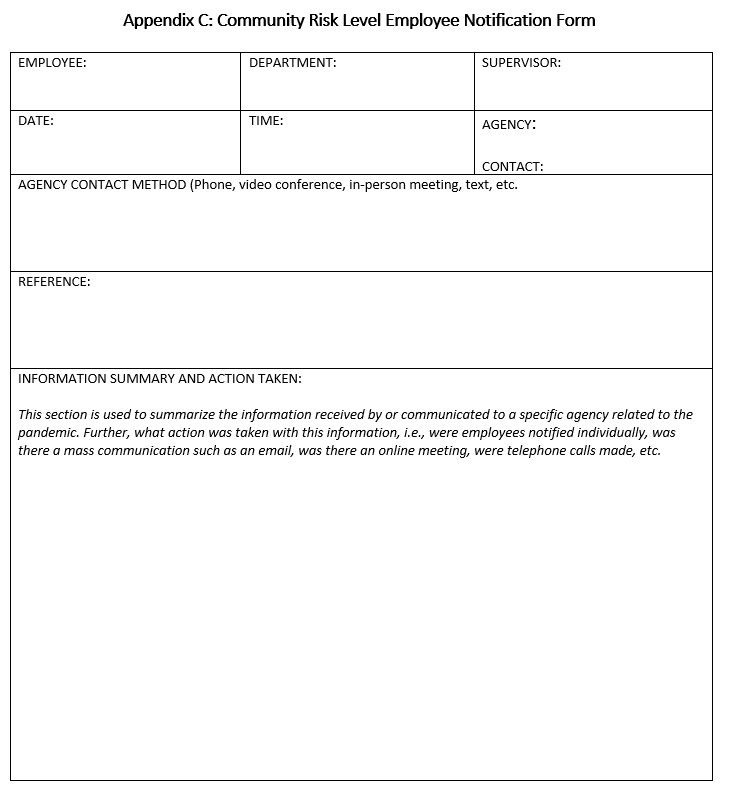 Appendix C: Community Risk Level Employee Notification Form
EMPLOYEE:
DEPARTMENT:
SUPERVISOR:
DATE:
TIME:
AGENCY:
CONTACT:
AGENCY CONTACT METHOD (Phone, video conference, in-person meeting, text, etc.
REFERENCE:
INFORMATION SUMMARY AND ACTION TAKEN:
This section is used to summarize the information received by or communicated to a specific agency related to the
pandemic. Further, what action was taken with this information, i.e., were employees notified individually, was
there a mass communication such as an email, was there an online meeting, were telephone calls made, etc.